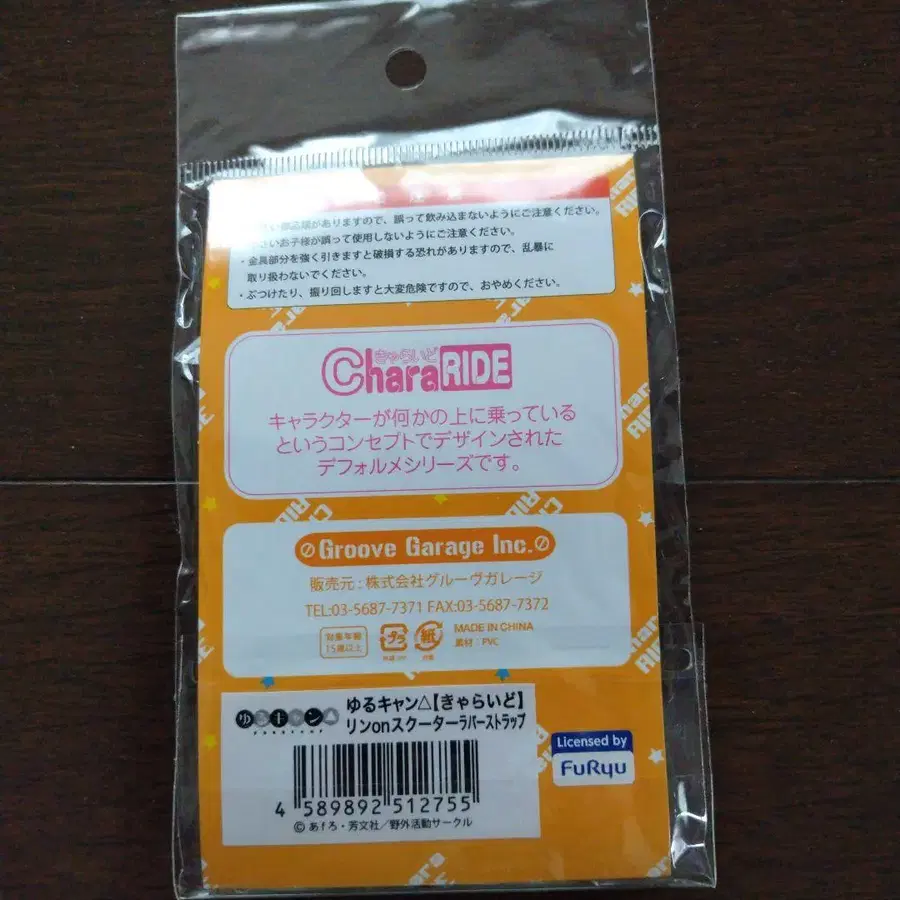 注意
がありますので、誤って飲み込まないようにご注意ください。
さいお子様が誤って使用しないようにご注意ください。
・金具部分を強く引きますと破損する恐れがありますので、乱暴に
取り扱わないでください。
・ぶつけたり、振り回しますと大変危険ですので、おやめください。
きゃらいど
CharaRIDE
キャラクターが何かの上に乗っている
というコンセプトでデザインされた
デフォルメシリーズです。
Groove Garage Inc.
販売元:株式会社グルーヴガレージ
TEL:03-5687-7371 FAX:03-5687-7372
対象年齢
15歳以上
プラ
紙
MADE IN CHINA
素材:PVC
ゆるキャン△
ゆるキャン△【きゃらいど】
リンonスクーターラバーストラップ
4 589892 512755
©あfろ・芳文社/野外活動サークル
Licensed by
FuRyu